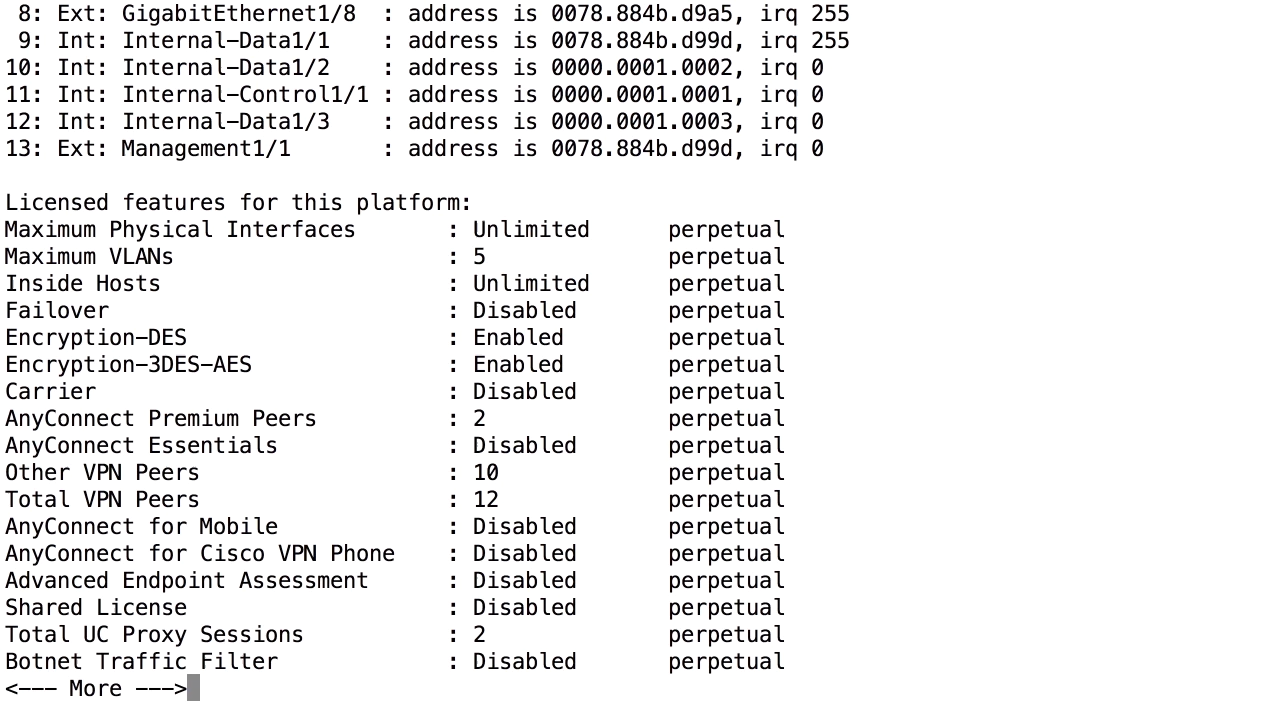 8: Ext: GigabitEthernet1/8  : address is 0078.884b.d9a5, irq 255
9: Int: Internal-Data1/1    : address is 0078.884b.d99d, irq 255
10: Int: Internal-Data1/2    : address is 0000.0001.0002, irq 0
11: Int: Internal-Control1/1 : address is 0000.0001.0001, irq 0
12: Int: Internal-Data1/3    : address is 0000.0001.0003, irq 0
13: Ext: Management1/1       : address is 0078.884b.d99d, irq 0

Licensed features for this platform:
Maximum Physical Interfaces       : Unlimited      perpetual
Maximum VLANs                     : 5              perpetual
Inside Hosts                      : Unlimited      perpetual
Failover                          : Disabled       perpetual
Encryption-DES                    : Enabled        perpetual
Encryption-3DES-AES               : Enabled        perpetual
Carrier                           : Disabled       perpetual
AnyConnect Premium Peers          : 2              perpetual
AnyConnect Essentials             : Disabled       perpetual
Other VPN Peers                   : 10             perpetual
Total VPN Peers                   : 12             perpetual
AnyConnect for Mobile             : Disabled       perpetual
AnyConnect for Cisco VPN Phone    : Disabled       perpetual
Advanced Endpoint Assessment      : Disabled       perpetual
Shared License                    : Disabled       perpetual
Total UC Proxy Sessions           : 2              perpetual
Botnet Traffic Filter             : Disabled       perpetual
<--- More --->